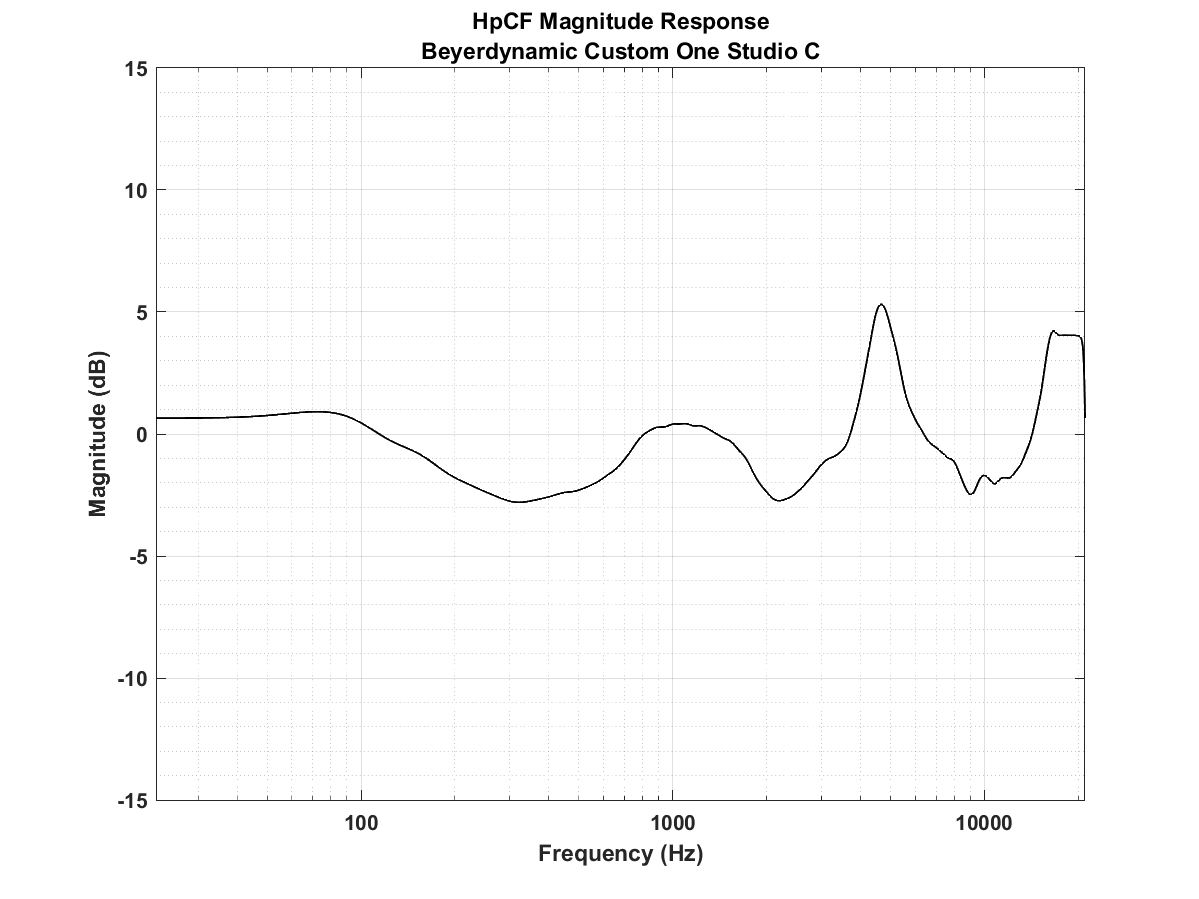 HpCF Magnitude Response
Beyerdynamic Custom One Studio C
15
10
5
0
-5
-10
-15
Magnitude (dB)
100
1000
10000
Frequency (Hz)